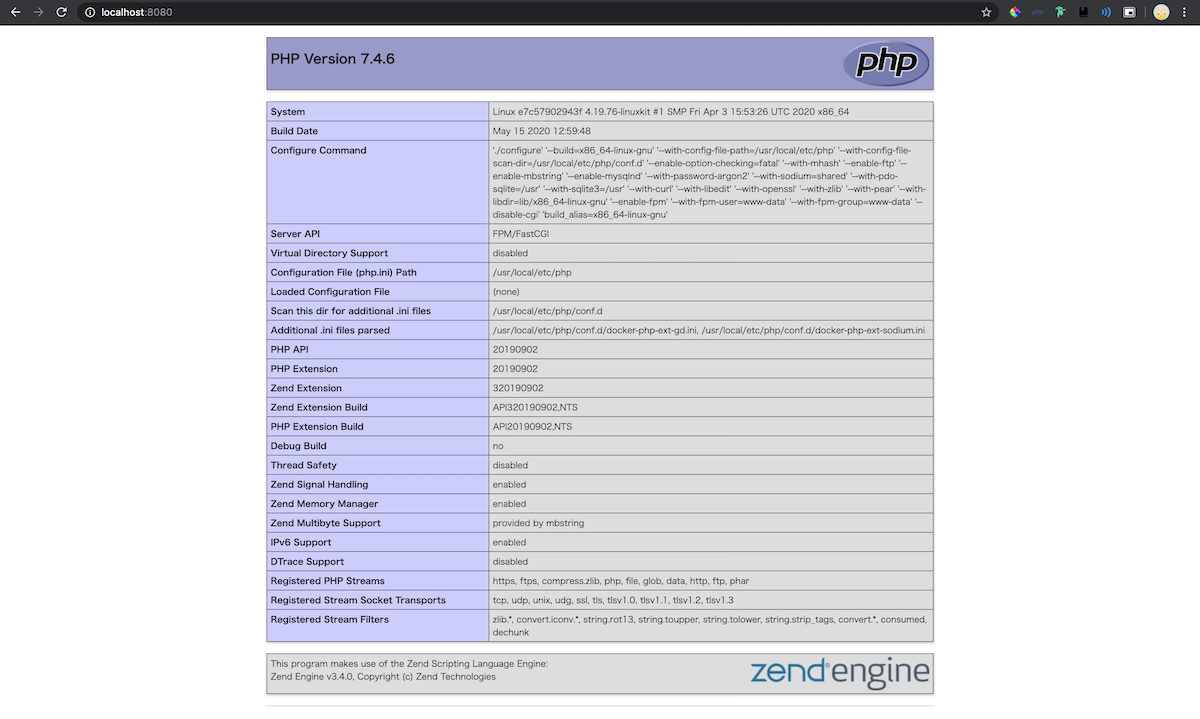 localhost:8080
PHP Version 7.4.6
php
System Linux e7c57902943f 4.19.76-linuxkit #1 SMP Fri Apr 3 15:53:26 UTC 2020 x86_64
Build Date May 15 2020 12:59:48
Configure Command './configure' '--build=x86_64-linux-gnu' '--with-config-file-path=/usr/local/etc/php' '--with-config-file-
scan-dir=/usr/local/etc/php/conf.d' '--enable-option-checking=fatal' '--with-mhash' '--enable-ftp' '--
enable-mbstring' '--enable-mysqlnd' '--with-password-argon2' '--with-sodium=shared' '--with-pdo-
sqlite=/usr' '--with-sqlite3=/usr' '--with-curl' '--with-libedit' '--with-openssl' '--with-zlib' '--with-pear' '--with-
libdir=lib/x86_64-linux-gnu' '--enable-fpm' '--with-fpm-user=www-data' '--with-fpm-group=www-data' '--
disable-cgi' 'build_alias=x86_64-linux-gnu'
Server API FPM/FastCGI
Virtual Directory Support disabled
Configuration File (php.ini) Path /usr/local/etc/php
Loaded Configuration File (none)
Scan this dir for additional .ini files /usr/local/etc/php/conf.d
Additional .ini files parsed /usr/local/etc/php/conf.d/docker-php-ext-gd.ini, /usr/local/etc/php/conf.d/docker-php-ext-sodium.ini
PHP API 20190902
PHP Extension 20190902
Zend Extension 320190902
Zend Extension Build API320190902,NTS
PHP Extension Build API20190902,NTS
Debug Build no
Thread Safety disabled
Zend Signal Handling enabled
Zend Memory Manager enabled
Zend Multibyte Support provided by mbstring
IPv6 Support enabled
DTrace Support disabled
Registered PHP Streams https, ftps, compress.zlib, php, file, glob, data, http, ftp, phar
Registered Stream Socket Transports tcp, udp, unix, udg, ssl, tls, tlsv1.0, tlsv1.1, tlsv1.2, tlsv1.3
Registered Stream Filters zlib.*, convert.iconv.*, string.rot13, string.toupper, string.tolower, string.strip_tags, convert.*, consumed,
dechunk
This program makes use of the Zend Scripting Language Engine:
Zend Engine v3.4.0, Copyright (c) Zend Technologies
zend engine